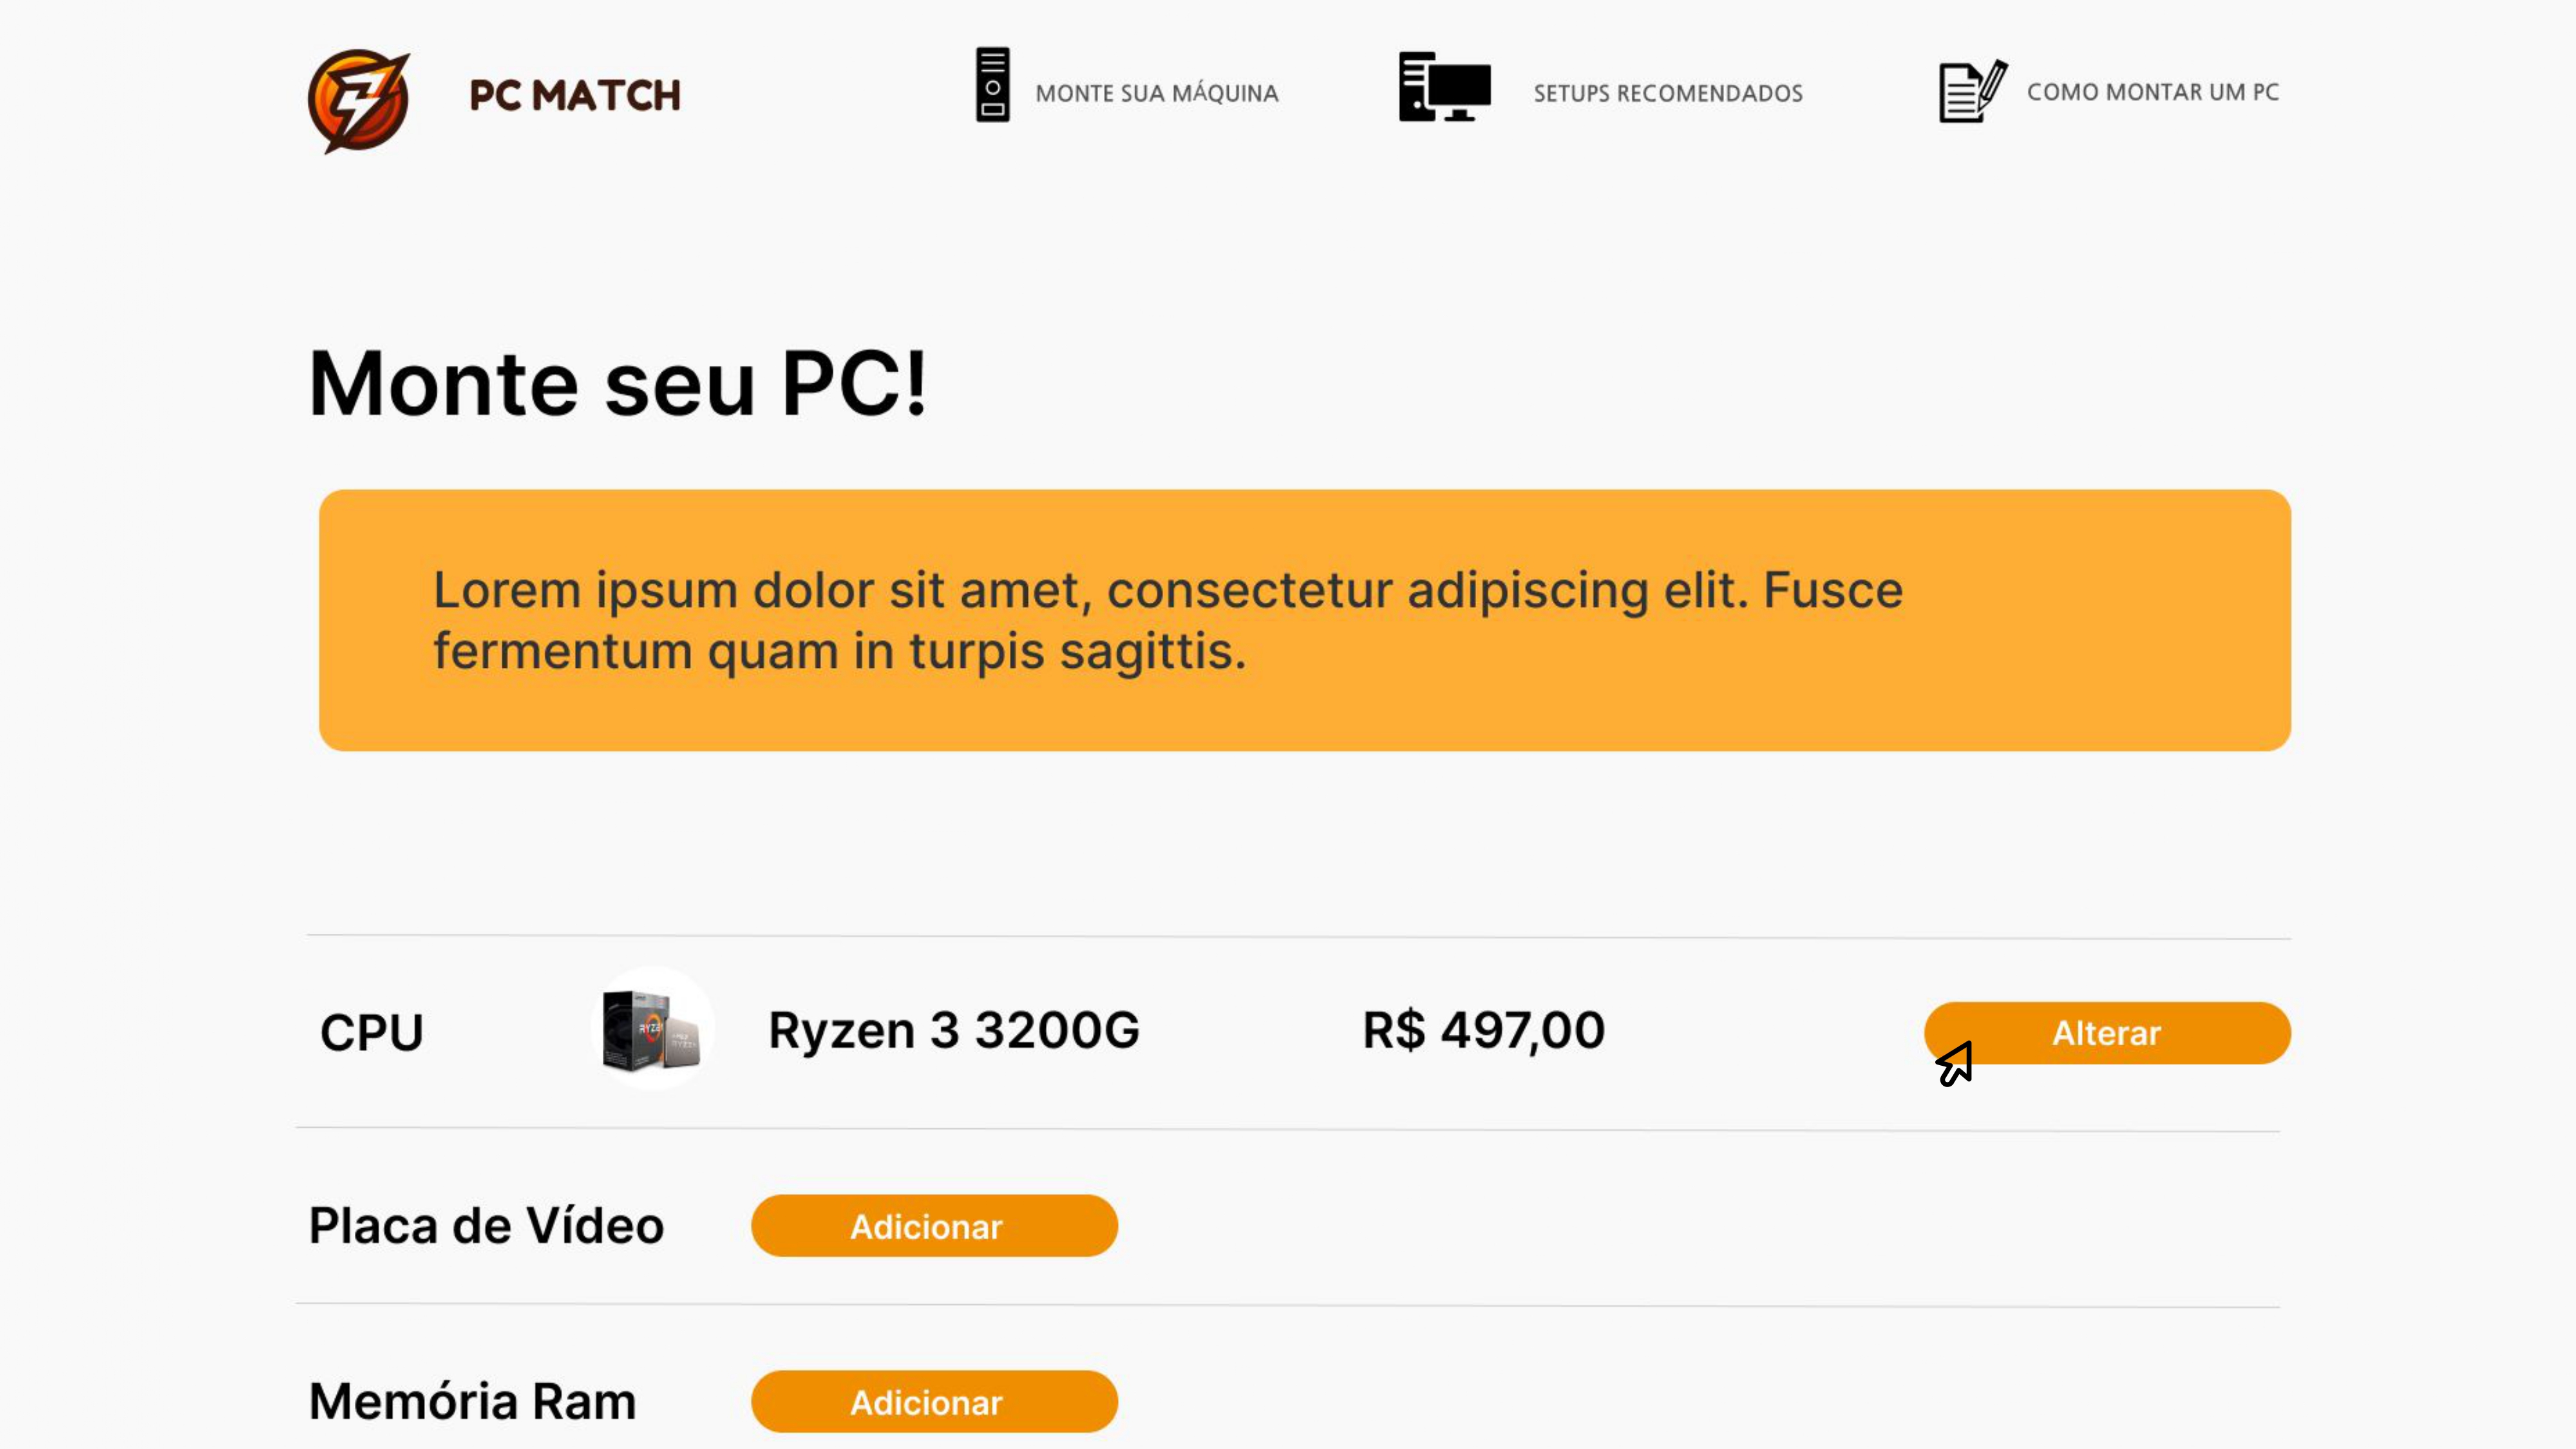 PC MATCH
MONTE SUA MÁQUINA
SETUPS RECOMENDADOS
COMO MONTAR UM PC
Monte seu PC!
Lorem ipsum dolor sit amet, consectetur adipiscing elit. Fusce
fermentum quam in turpis sagittis.
CPU
RYZEN
Ryzen 3 3200G
R$ 497,00
Alterar
Placa de Vídeo
Adicionar
Memória Ram
Adicionar